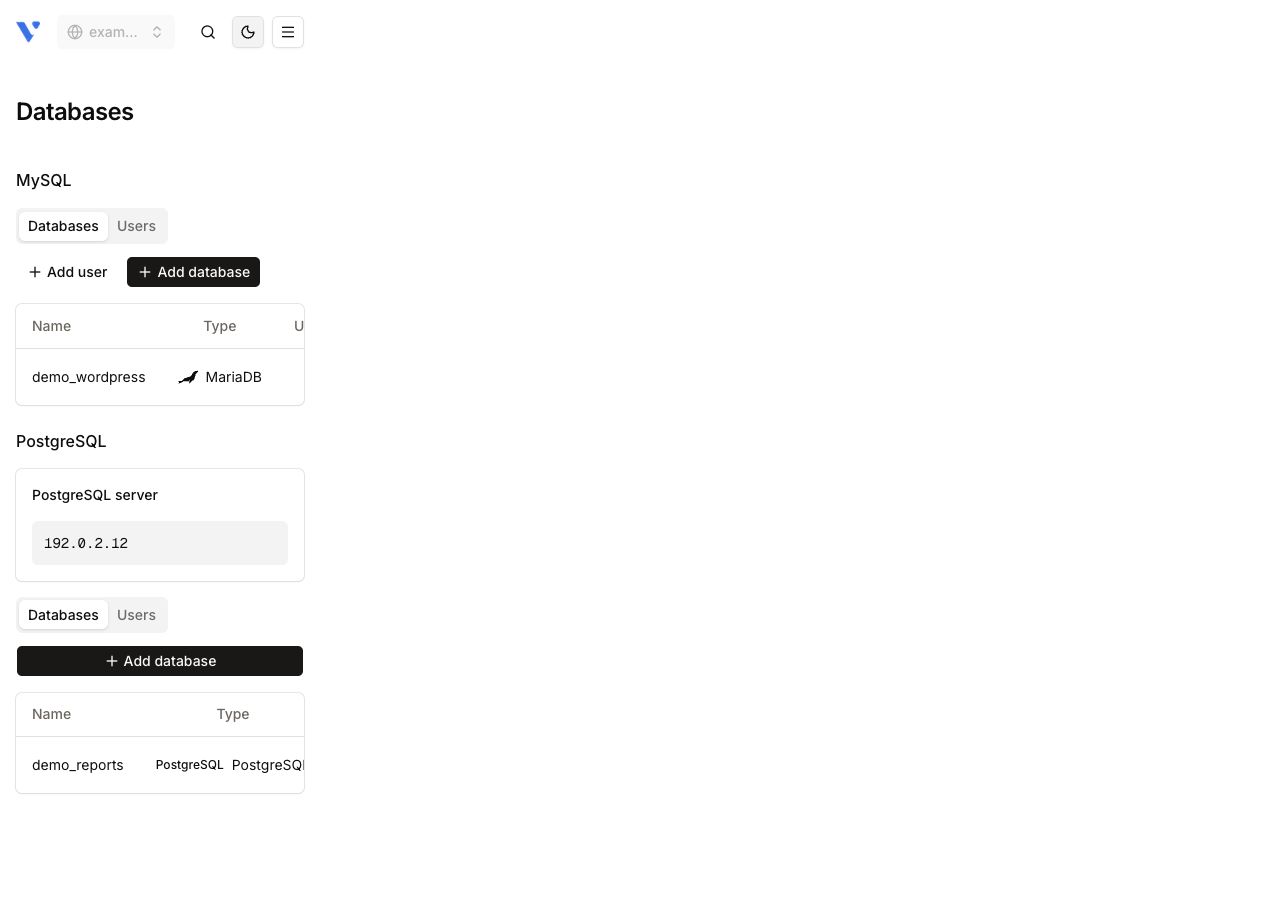 exam...
Databases
MySQL
Databases Users
Add user Add database
Name Type U
demo_wordpress MariaDB
PostgreSQL
PostgreSQL server
192.0.2.12
Databases Users
Add database
Name Type
demo_reports PostgreSQL PostgreSQL